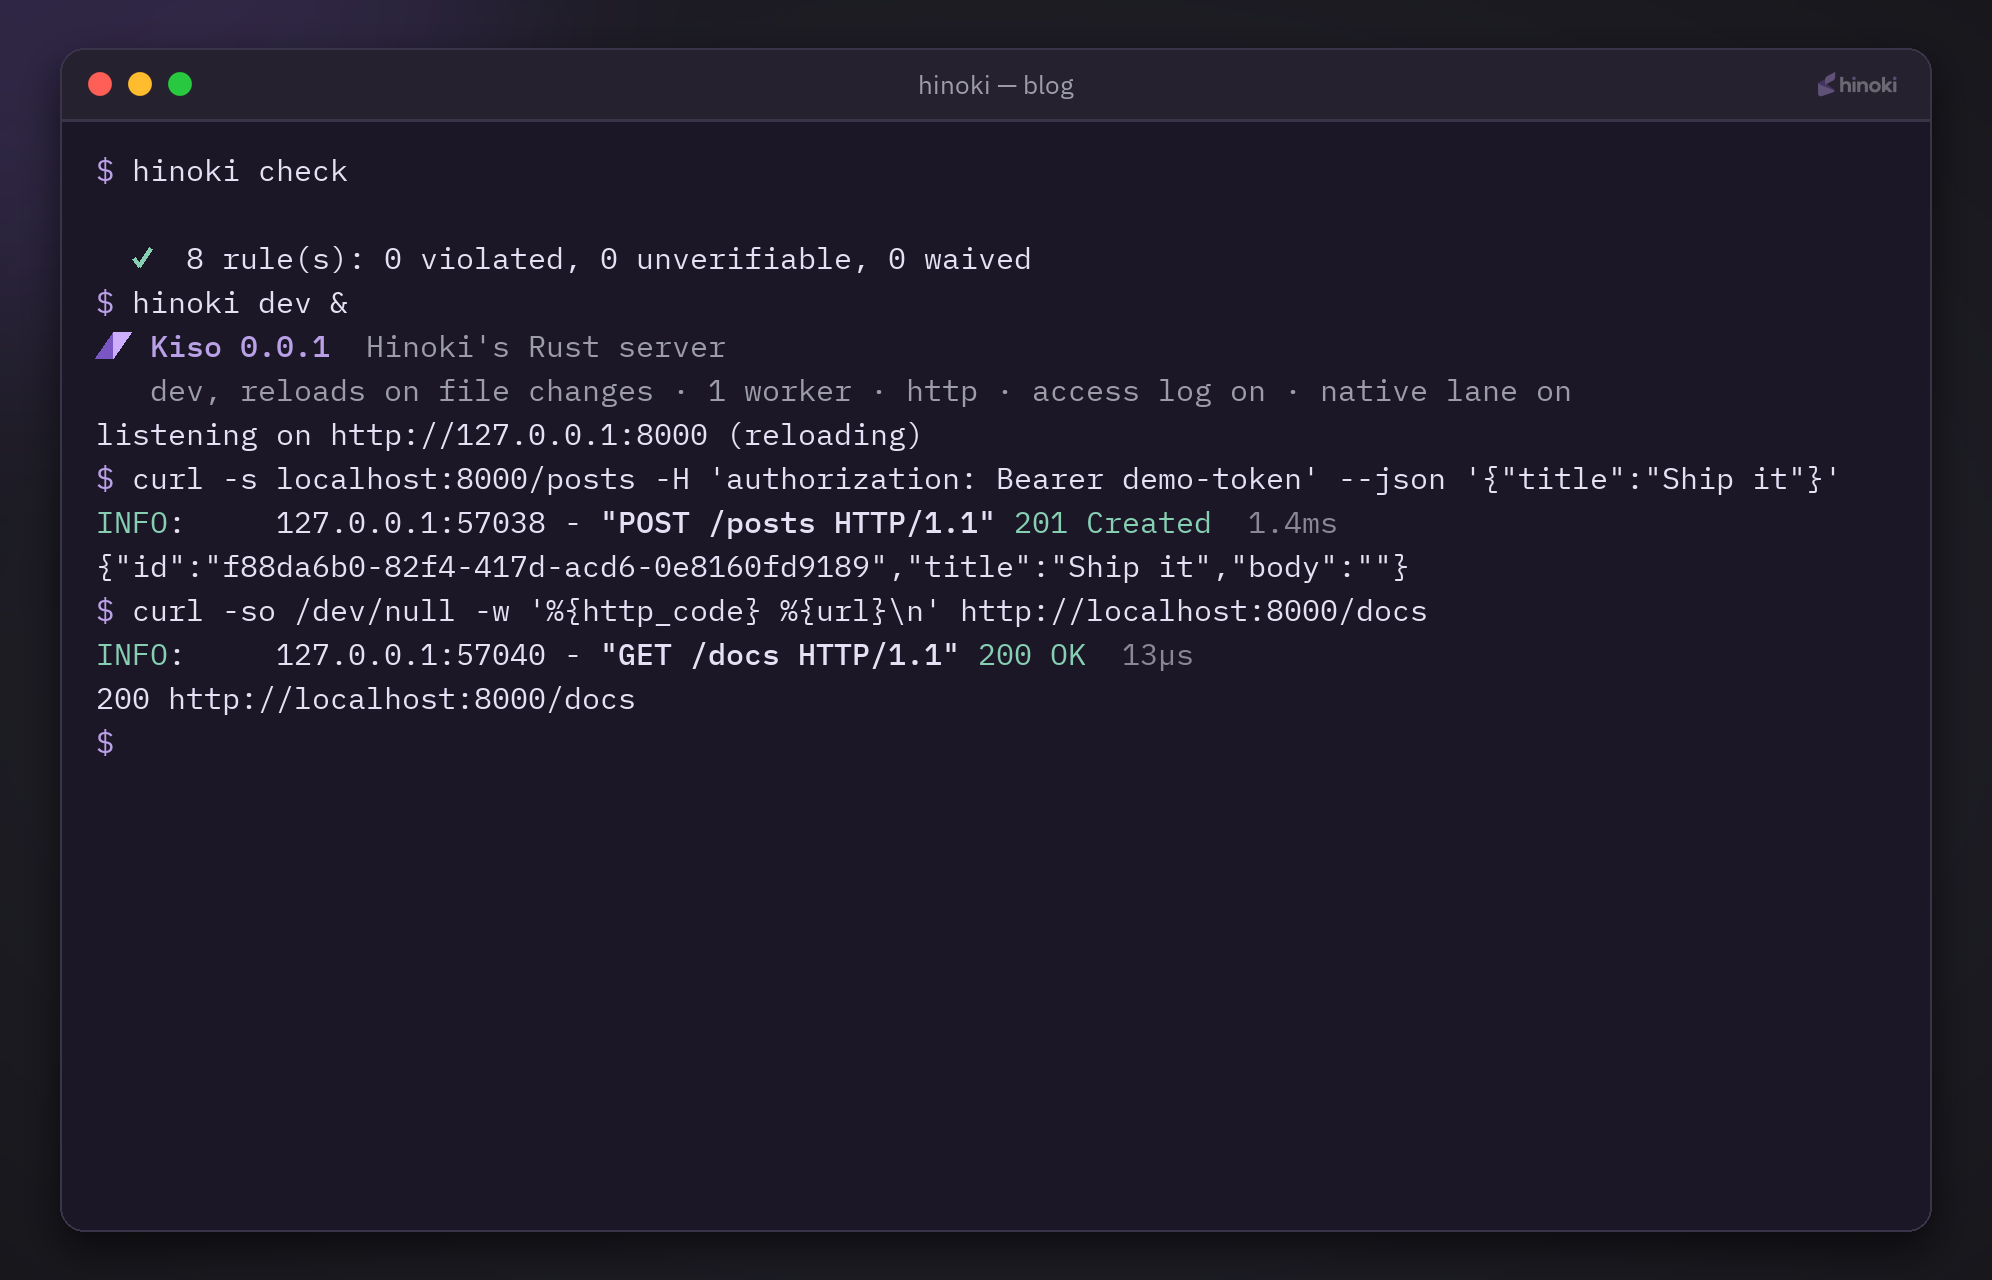 hinoki — blog
hinoki
$ hinoki check
✓ 8 rule(s): 0 violated, 0 unverifiable, 0 waived
$ hinoki dev &
Kiso 0.0.1  Hinoki's Rust server
dev, reloads on file changes · 1 worker · http · access log on · native lane on
listening on http://127.0.0.1:8000 (reloading)
$ curl -s localhost:8000/posts -H 'authorization: Bearer demo-token' --json '{"title":"Ship it"}'
INFO:     127.0.0.1:57038 - "POST /posts HTTP/1.1" 201 Created  1.4ms
{"id":"f88da6b0-82f4-417d-acd6-0e8160fd9189","title":"Ship it","body":""}
$ curl -so /dev/null -w '%{http_code} %{url}\n' http://localhost:8000/docs
INFO:     127.0.0.1:57040 - "GET /docs HTTP/1.1" 200 OK  13µs
200 http://localhost:8000/docs
$